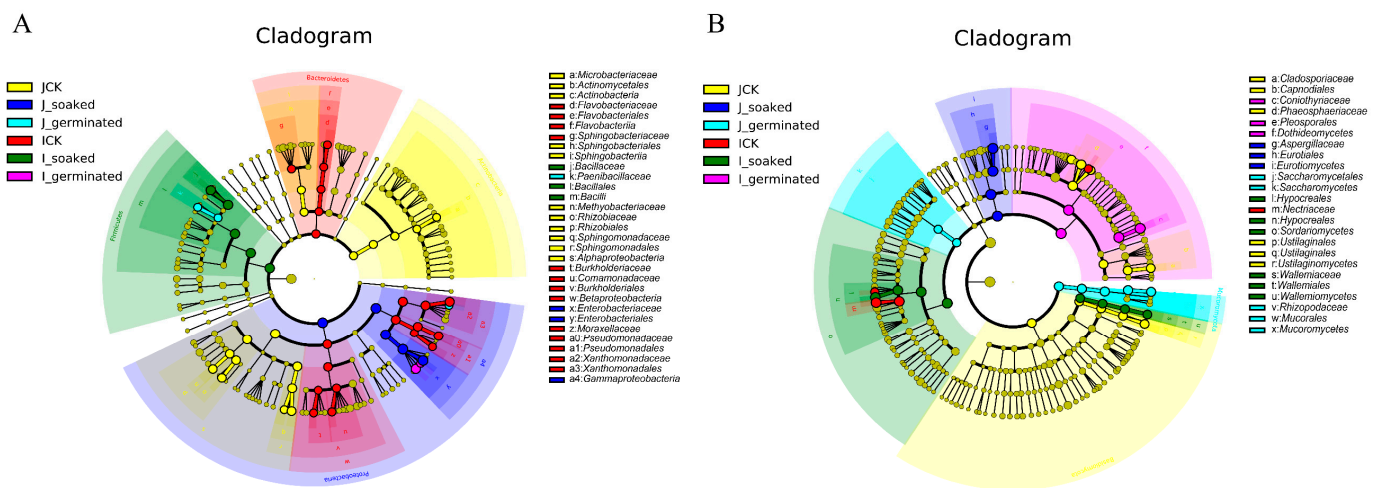 A
Cladogram
JCK
J_soaked
J_germinated
ICK
I_soaked
I_germinated
Bacteroidetes
Firmicutes
Proteobacteria
a:Microbacteriaceae
b:Actinomycetales
c:Actinobacteria
d:Flavobacteriaceae
e:Flavobacteriales
f:Flavobacteriia
g:Sphingobacteriaceae
h:Sphingobacteriales
i:Sphingobacteriia
j:Bacillaceae
k:Paenibacillaceae
l:Bacillales
m:Bacilli
n:Methyobacteriaceae
o:Rhizobiaceae
p:Rhizobiales
q:Sphingomonadaceae
r:Sphingomonadales
s:Alphaproteobacteria
t:Burkholderiaceae
u:Comamonadaceae
v:Burkholderiales
w:Betaproteobacteria
x:Enterobacteriaceae
y:Enterobacteriales
z:Moraxellaceae
a0:Pseudomonadaceae
a1:Pseudomonadales
a2:Xanthomonadaceae
a3:Xanthomonadales
a4:Gammaproteobacteria
B
Cladogram
JCK
J_soaked
J_germinated
ICK
I_soaked
I_germinated
a:Cladosporiaceae
b:Capnodiales
c:Coniothyriaceae
d:Phaeosphaeriaceae
e:Pleosporales
f:Dothideomycetes
g:Aspergillaceae
h:Eurotiales
i:Eurotiomycetes
j:Saccharomycetales
k:Saccharomycetes
l:Hypocreales
m:Nectriaceae
n:Hypocreales
o:Sordariomycetes
p:Ustilaginales
q:Ustilaginales
r:Ustilaginomycetes
s:Wallemiaceae
t:Wallemiales
u:Wallemiomycetes
v:Rhizopodaceae
w:Mucorales
x:Mucoromycetes